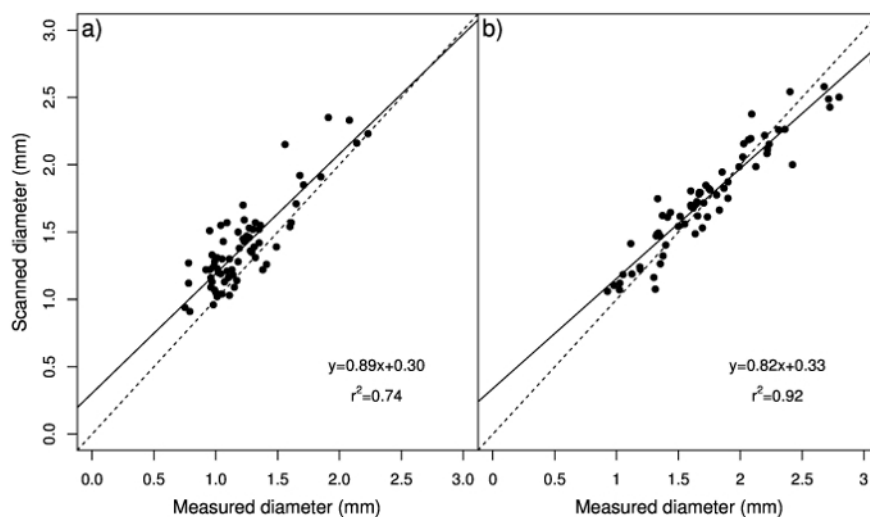 a)
b)
Scanned diameter (mm)
3.0
2.5
2.0
1.5
1.0
0.5
0.0
y=0.89x+0.30
r²=0.74
y=0.82x+0.33
r²=0.92
0.0 0.5 1.0 1.5 2.0 2.5 3.0
0 0.5 1 1.5 2 2.5 3
Measured diameter (mm)
Measured diameter (mm)